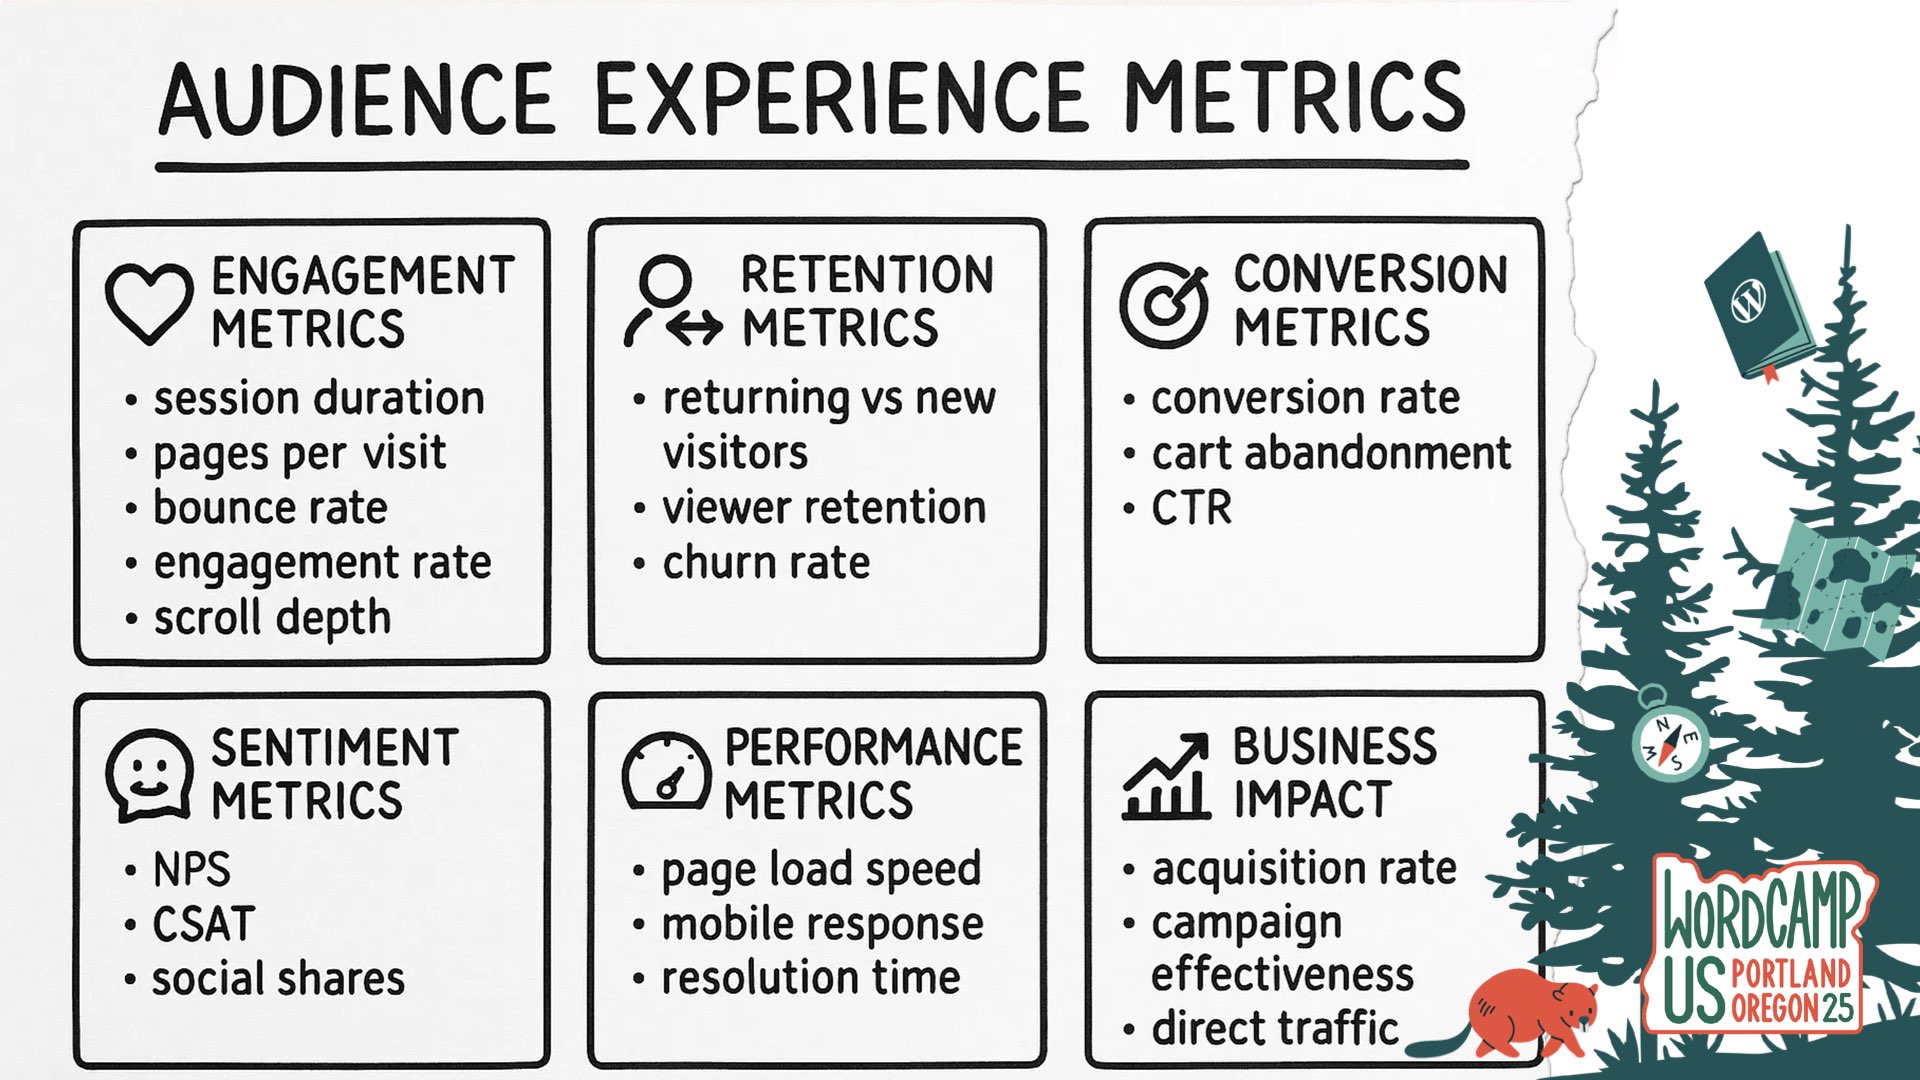 AUDIENCE EXPERIENCE METRICS
ENGAGEMENT
METRICS
• session duration
• pages per visit
• bounce rate
• engagement rate
• scroll depth
RETENTION
METRICS
• returning vs new
visitors
• viewer retention
• churn rate
CONVERSION
METRICS
• conversion rate
• cart abandonment
• CTR
SENTIMENT
METRICS
• NPS
• CSAT
• social shares
PERFORMANCE
METRICS
• page load speed
• mobile response
• resolution time
BUSINESS
IMPACT
• acquisition rate
• campaign
effectiveness
• direct traffic
W
N
E
W
S
WORDCAMP
US PORTLAND
OREGON 25